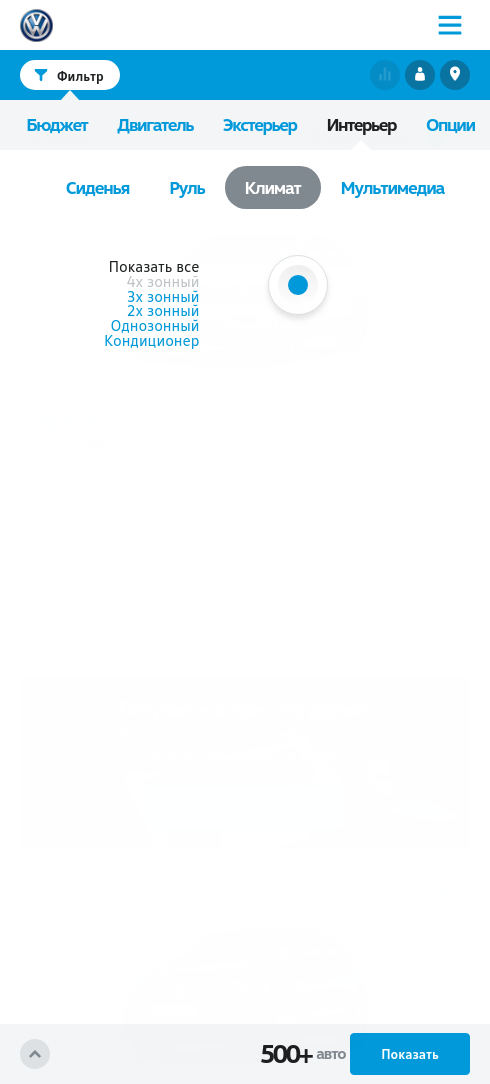 Фильтр
Бюджет Двигатель Экстерьер Интерьер Опции
Сиденья Руль Климат Мультимедиа
Показать все
4х зонный
3х зонный
2х зонный
Однозонный
Кондиционер
500+ авто Показать